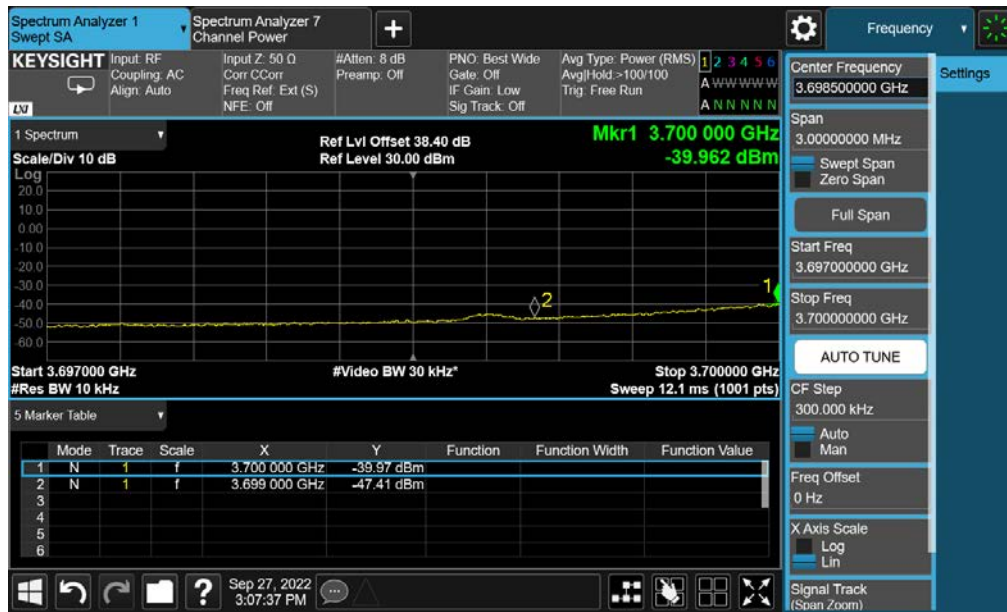 Spectrum Analyzer 1
Swept SA
Spectrum Analyzer 7
Channel Power
+
Frequency
KEYSIGHT
LXI
Input: RF
Coupling: AC
Align: Auto
Input Z: 50 Ω
Corr CCorr
Freq Ref: Ext (S)
NFE: Off
#Atten: 8 dB
Preamp: Off
PNO: Best Wide
Gate: Off
IF Gain: Low
Sig Track: Off
Avg Type: Power (RMS)
Avg|Hold:>100/100
Trig: Free Run
1 2 3 4 5 6
A W W W W W
A N N N N N
1 Spectrum
Scale/Div 10 dB
Ref Lvl Offset 38.40 dB
Ref Level 30.00 dBm
Mkr1 3.700 000 GHz
-39.962 dBm
Log
20.0
10.0
0.00
-10.0
-20.0
-30.0
-40.0
-50.0
-60.0
1
2
Start 3.697000 GHz
#Res BW 10 kHz
#Video BW 30 kHz*
Stop 3.700000 GHz
Sweep 12.1 ms (1001 pts)
5 Marker Table
Mode Trace Scale X Y Function Function Width Function Value
1 N 1 f 3.700 000 GHz -39.97 dBm
2 N 1 f 3.699 000 GHz -47.41 dBm
3
4
5
6
?
Sep 27, 2022
3:07:37 PM
Center Frequency
3.698500000 GHz
Span
3.00000000 MHz
Swept Span
Zero Span
Full Span
Start Freq
3.697000000 GHz
Stop Freq
3.700000000 GHz
AUTO TUNE
CF Step
300.000 kHz
Auto
Man
Freq Offset
0 Hz
X Axis Scale
Log
Lin
Signal Track
(Span Zoom)
Settings